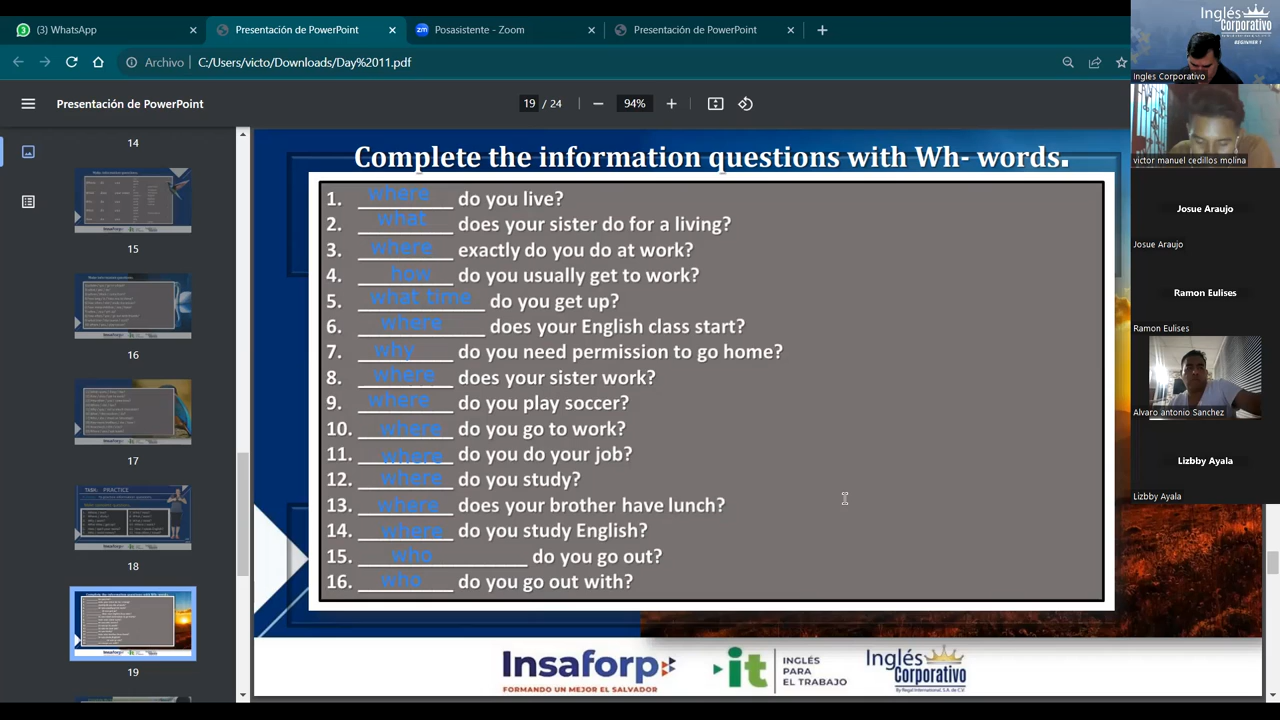 (3) WhatsApp
Presentación de PowerPoint
Posasistente - Zoom
Presentación de PowerPoint
Archivo
C:/Users/victo/Downloads/Day%2011.pdf
Presentación de PowerPoint
19 / 24
94%
14
15
16
17
18
19
Complete the information questions with Wh- words.
1. where do you live?
2. what does your sister do for a living?
3. where exactly do you do at work?
4. how do you usually get to work?
5. what time do you get up?
6. where does your English class start?
7. why do you need permission to go home?
8. where does your sister work?
9. where do you play soccer?
10. where do you go to work?
11. where do you do your job?
12. where do you study?
13. where does your brother have lunch?
14. where do you study English?
15. who do you go out?
16. who do you go out with?
Insaforp
FORMANDO UN MEJOR EL SALVADOR
it
INGLÉS
PARA
EL TRABAJO
Inglés
Corporativo
By Regal International, S.A. de C.V.
Inglés
Corporativo
BEGINNER 1
Ingles Corporativo
victor manuel cedillos molina
Josue Araujo
Josue Araujo
Ramon Eulises
Ramon Eulises
Alvaro antonio Sanchez
Lizbby Ayala
Lizbby Ayala